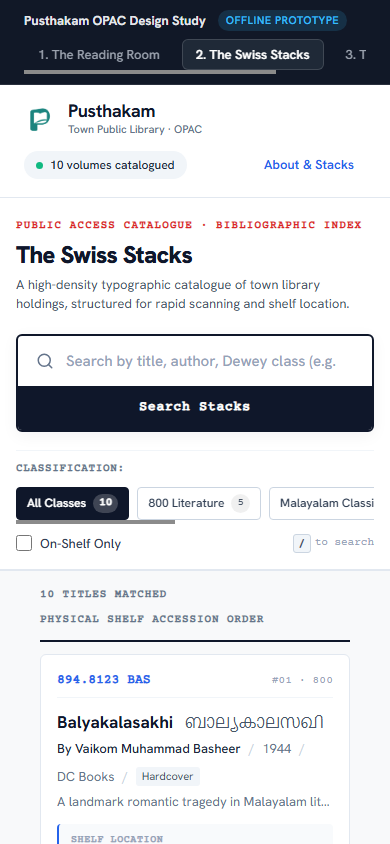 Pusthakam OPAC Design Study OFFLINE PROTOTYPE
1. The Reading Room 2. The Swiss Stacks 3. T
Pusthakam
Town Public Library · OPAC
10 volumes catalogued About & Stacks
PUBLIC ACCESS CATALOGUE · BIBLIOGRAPHIC INDEX
The Swiss Stacks
A high-density typographic catalogue of town library
holdings, structured for rapid scanning and shelf location.
Search by title, author, Dewey class (e.g.
Search Stacks
CLASSIFICATION:
All Classes 10 800 Literature 5 Malayalam Classi
On-Shelf Only / to search
10 TITLES MATCHED
PHYSICAL SHELF ACCESSION ORDER
894.8123 BAS #01 · 800
Balyakalasakhi ബാല്യകാലസഖി
By Vaikom Muhammad Basheer / 1944 /
DC Books / Hardcover
A landmark romantic tragedy in Malayalam lit…
SHELF LOCATION